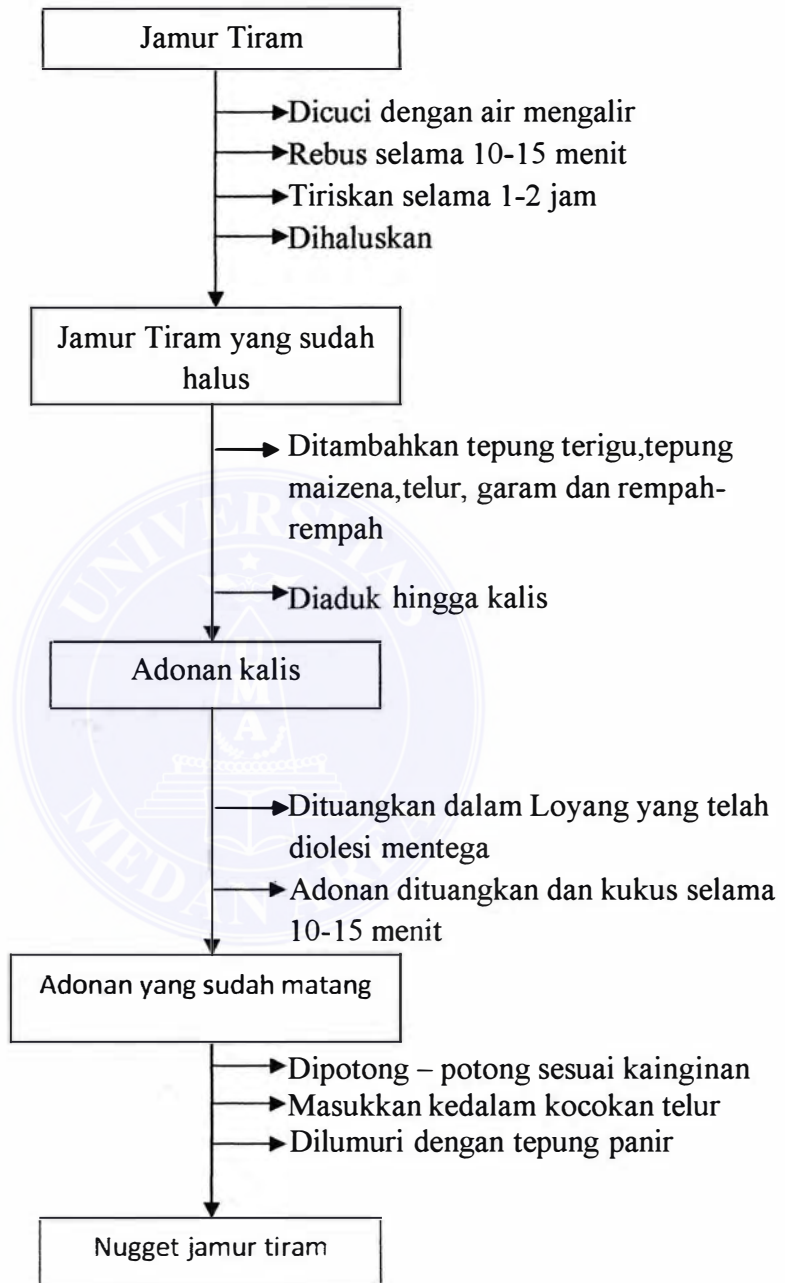 Jamur Tiram
Dicuci dengan air mengalir
Rebus selama 10-15 menit
Tiriskan selama 1-2 jam
Dihaluskan
Jamur Tiram yang sudah
halus
Ditambahkan tepung terigu,tepung
maizena,telur, garam dan rempah-
rempah
Diaduk hingga kalis
Adonan kalis
Dituangkan dalam Loyang yang telah
diolesi mentega
Adonan dituangkan dan kukus selama
10-15 menit
Adonan yang sudah matang
Dipotong – potong sesuai kainginan
Masukkan kedalam kocokan telur
Dilumuri dengan tepung panir
Nugget jamur tiram
UNIVERSITAS
MEDAN AREA
U
M
A